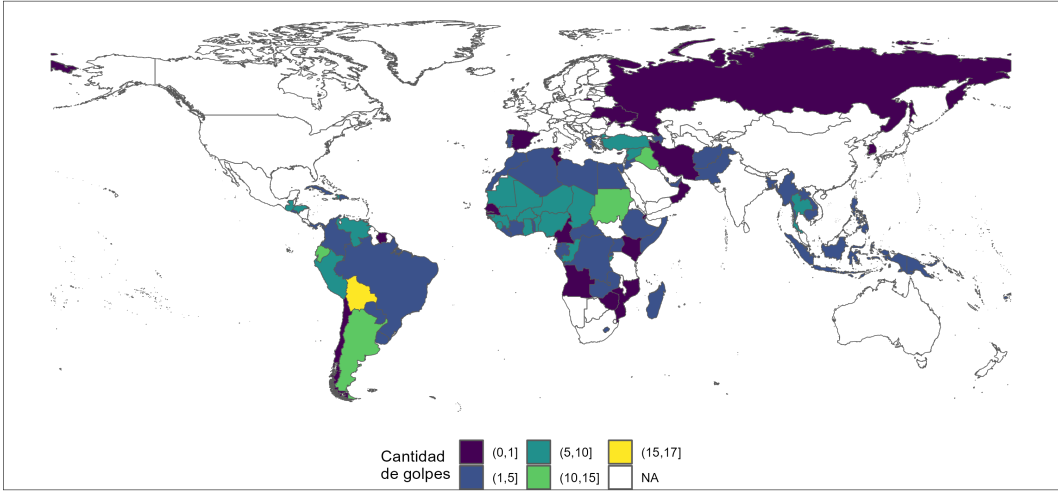 Cantidad
de golpes
(0,1]
(5,10]
(15,17]
(1,5]
(10,15]
NA